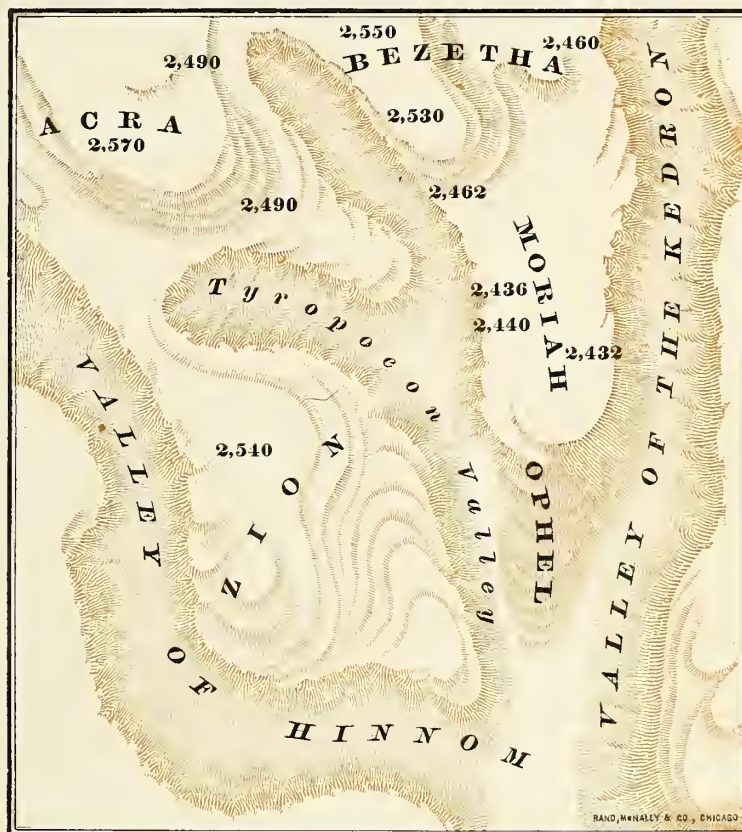 2,550
BEZETHA
2,460
2,490
ACRA
2,570
2,530
2,490
2,462
MORIAH
2,436
2,440
2,432
Tyropoeon Valley
VALLEY OF THE KEDRON
VALLEY OF HINNOM
2,540
ZION
OPHEL
RAND, McNALLY & CO., CHICAGO